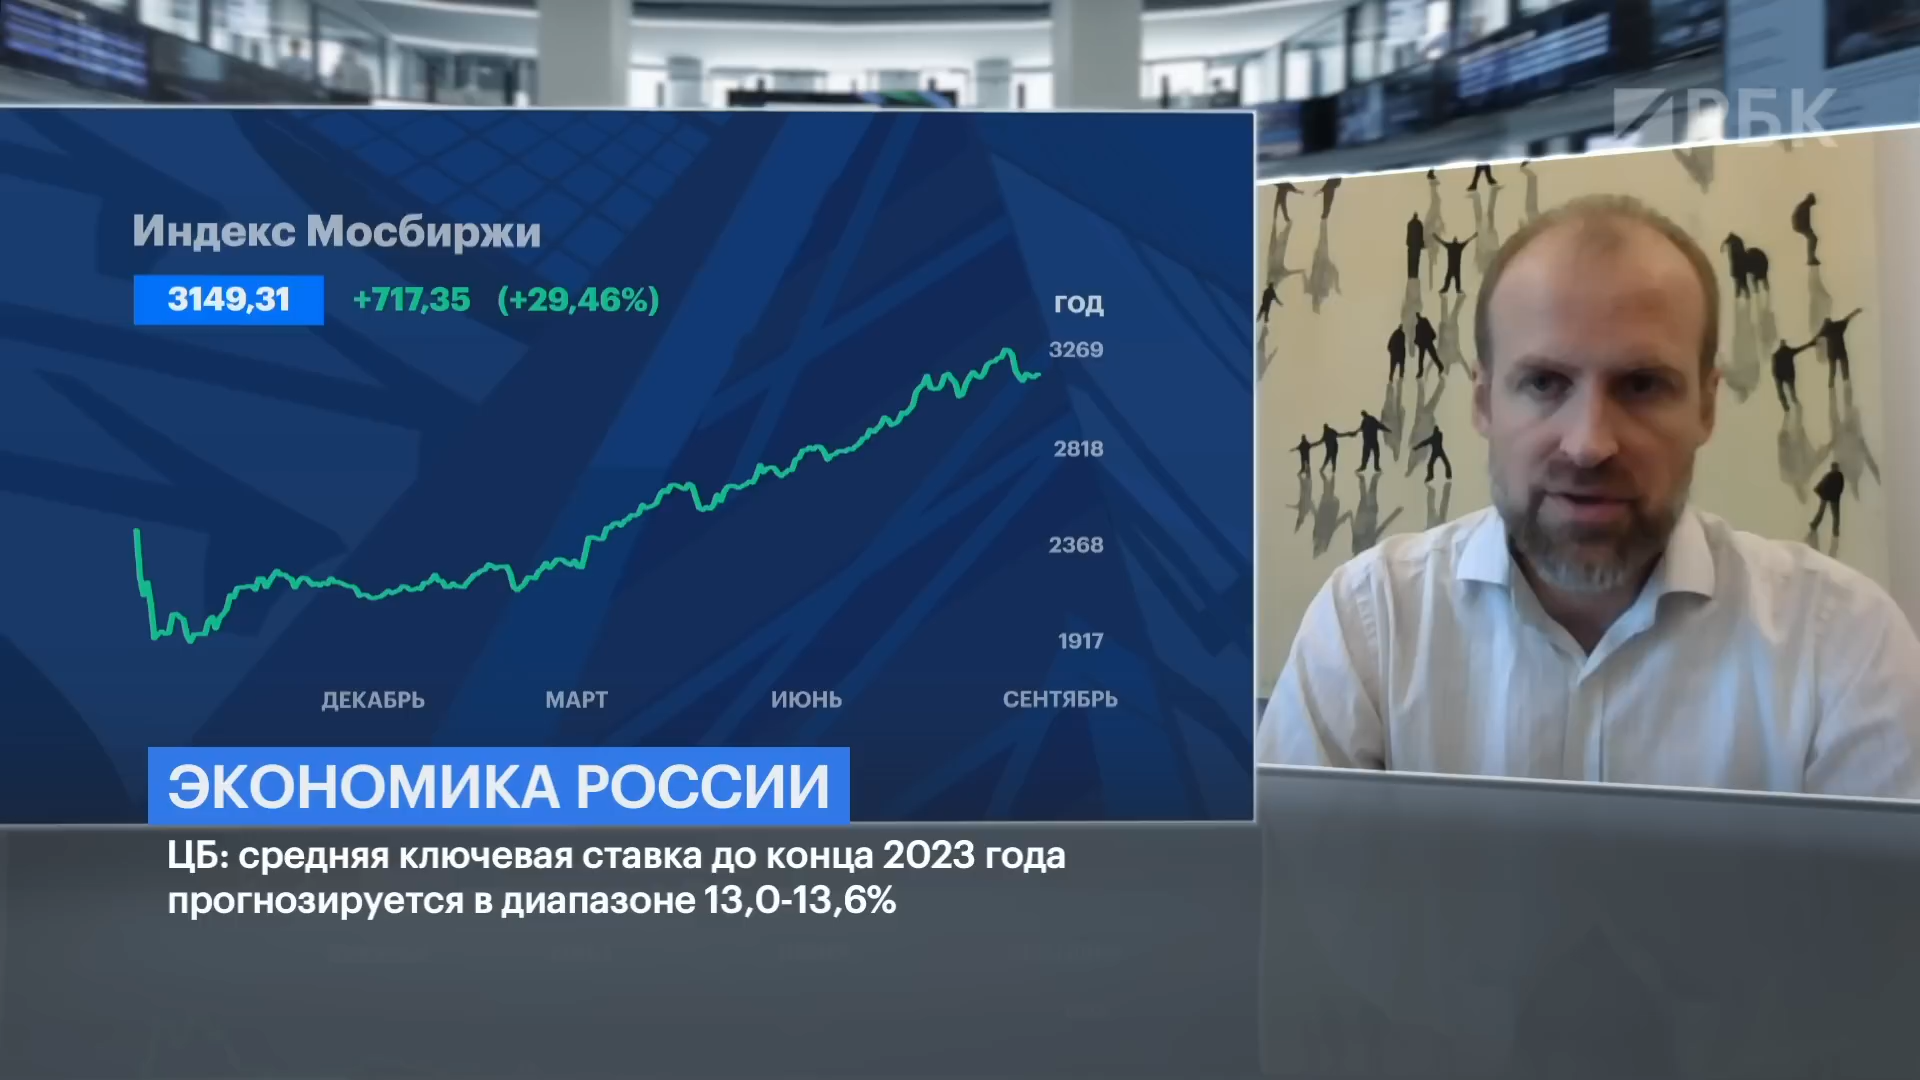 РБК
Индекс Мосбиржи
3149,31 +717,35 (+29,46%)
ГОД
3269
2818
2368
1917
ДЕКАБРЬ МАРТ ИЮНЬ СЕНТЯБРЬ
ЭКОНОМИКА РОССИИ
ЦБ: средняя ключевая ставка до конца 2023 года
прогнозируется в диапазоне 13,0-13,6%